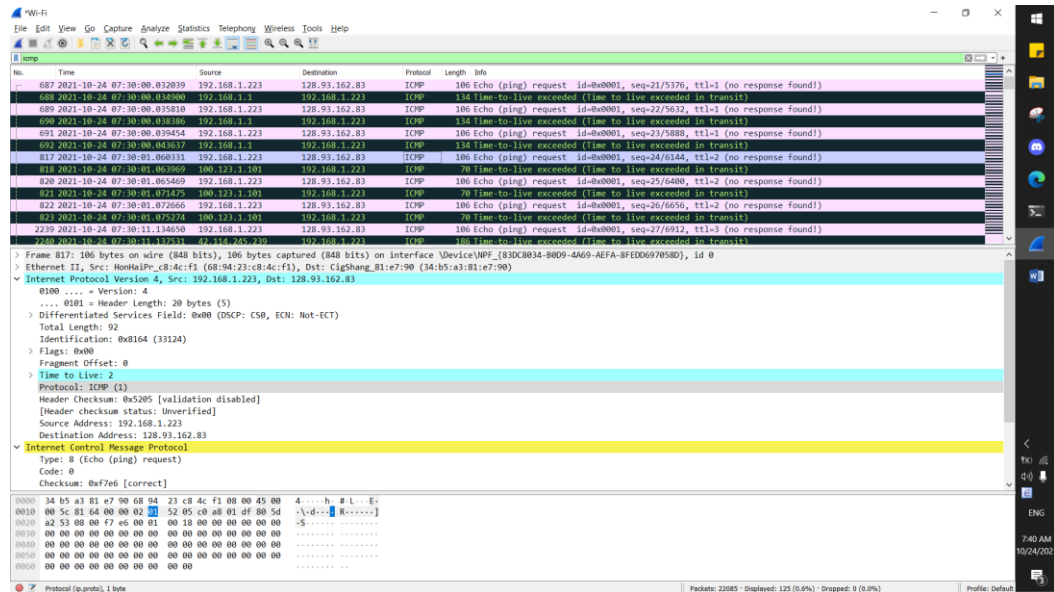 *Wi-Fi
File Edit View Go Capture Analyze Statistics Telephony Wireless Tools Help
icmp
No. Time Source Destination Protocol Length Info
687 2021-10-24 07:30:00.032039 192.168.1.223 128.93.162.83 ICMP 106 Echo (ping) request id=0x0001, seq=21/5376, ttl=1 (no response found!)
688 2021-10-24 07:30:00.034900 192.168.1.1 192.168.1.223 ICMP 134 Time-to-live exceeded (Time to live exceeded in transit)
689 2021-10-24 07:30:00.035810 192.168.1.223 128.93.162.83 ICMP 106 Echo (ping) request id=0x0001, seq=22/5632, ttl=1 (no response found!)
690 2021-10-24 07:30:00.038386 192.168.1.1 192.168.1.223 ICMP 134 Time-to-live exceeded (Time to live exceeded in transit)
691 2021-10-24 07:30:00.039454 192.168.1.223 128.93.162.83 ICMP 106 Echo (ping) request id=0x0001, seq=23/5888, ttl=1 (no response found!)
692 2021-10-24 07:30:00.043637 192.168.1.1 192.168.1.223 ICMP 134 Time-to-live exceeded (Time to live exceeded in transit)
817 2021-10-24 07:30:01.060331 192.168.1.223 128.93.162.83 ICMP 106 Echo (ping) request id=0x0001, seq=24/6144, ttl=2 (no response found!)
818 2021-10-24 07:30:01.063969 100.123.1.101 192.168.1.223 ICMP 70 Time-to-live exceeded (Time to live exceeded in transit)
820 2021-10-24 07:30:01.065469 192.168.1.223 128.93.162.83 ICMP 106 Echo (ping) request id=0x0001, seq=25/6400, ttl=2 (no response found!)
821 2021-10-24 07:30:01.071475 100.123.1.101 192.168.1.223 ICMP 70 Time-to-live exceeded (Time to live exceeded in transit)
822 2021-10-24 07:30:01.072666 192.168.1.223 128.93.162.83 ICMP 106 Echo (ping) request id=0x0001, seq=26/6656, ttl=2 (no response found!)
823 2021-10-24 07:30:01.075274 100.123.1.101 192.168.1.223 ICMP 70 Time-to-live exceeded (Time to live exceeded in transit)
2239 2021-10-24 07:30:11.134650 192.168.1.223 128.93.162.83 ICMP 106 Echo (ping) request id=0x0001, seq=27/6912, ttl=3 (no response found!)
2240 2021-10-24 07:30:11.137531 42.114.245.239 192.168.1.223 ICMP 186 Time-to-live exceeded (Time to live exceeded in transit)
Frame 817: 106 bytes on wire (848 bits), 106 bytes captured (848 bits) on interface \Device\NPF_{83DC8034-B0D9-4A69-AEFA-8FEDD697058D}, id 0
Ethernet II, Src: HonHaiPr_c8:4c:f1 (68:94:23:c8:4c:f1), Dst: CigShang_81:e7:90 (34:b5:a3:81:e7:90)
Internet Protocol Version 4, Src: 192.168.1.223, Dst: 128.93.162.83
0100 .... = Version: 4
.... 0101 = Header Length: 20 bytes (5)
Differentiated Services Field: 0x00 (DSCP: CS0, ECN: Not-ECT)
Total Length: 92
Identification: 0x8164 (33124)
Flags: 0x00
Fragment Offset: 0
Time to Live: 2
Protocol: ICMP (1)
Header Checksum: 0x5205 [validation disabled]
[Header checksum status: Unverified]
Source Address: 192.168.1.223
Destination Address: 128.93.162.83
Internet Control Message Protocol
Type: 8 (Echo (ping) request)
Code: 0
Checksum: 0xf7e6 [correct]
0000 34 b5 a3 81 e7 90 68 94 23 c8 4c f1 08 00 45 00 4·····h· #·L···E·
0010 00 5c 81 64 00 00 02 01 52 05 c0 a8 01 df 80 5d ·\·d···· R······]
0020 a2 53 08 00 f7 e6 00 01 00 18 00 00 00 00 00 00 ·S······ ········
0030 00 00 00 00 00 00 00 00 00 00 00 00 00 00 00 00 ········ ········
0040 00 00 00 00 00 00 00 00 00 00 00 00 00 00 00 00 ········ ········
0050 00 00 00 00 00 00 00 00 00 00 00 00 00 00 00 00 ········ ········
0060 00 00 00 00 00 00 00 00 00 00 ········ ··
Protocol (ip.proto), 1 byte
Packets: 22085 · Displayed: 125 (0.6%) · Dropped: 0 (0.0%)
Profile: Default
ENG
7:40 AM
10/24/202